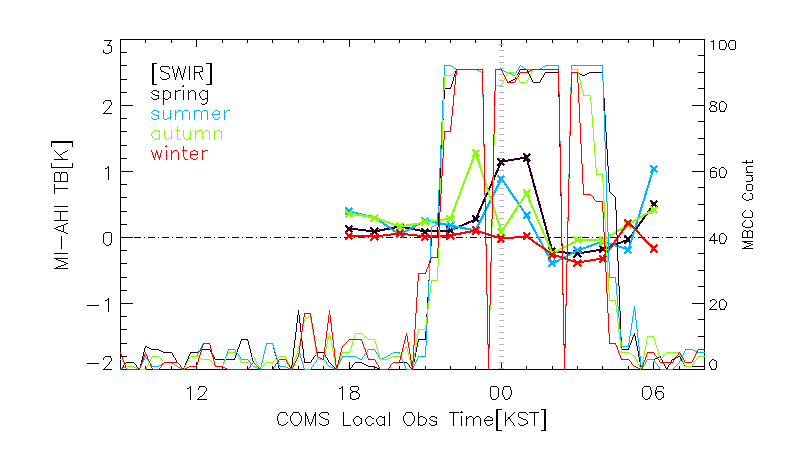 [SWIR]
spring
summer
autumn
winter
3
2
1
0
-1
-2
MI-AHI TB[K]
100
80
60
40
20
0
MBCC Count
12
18
00
06
COMS Local Obs Time[KST]